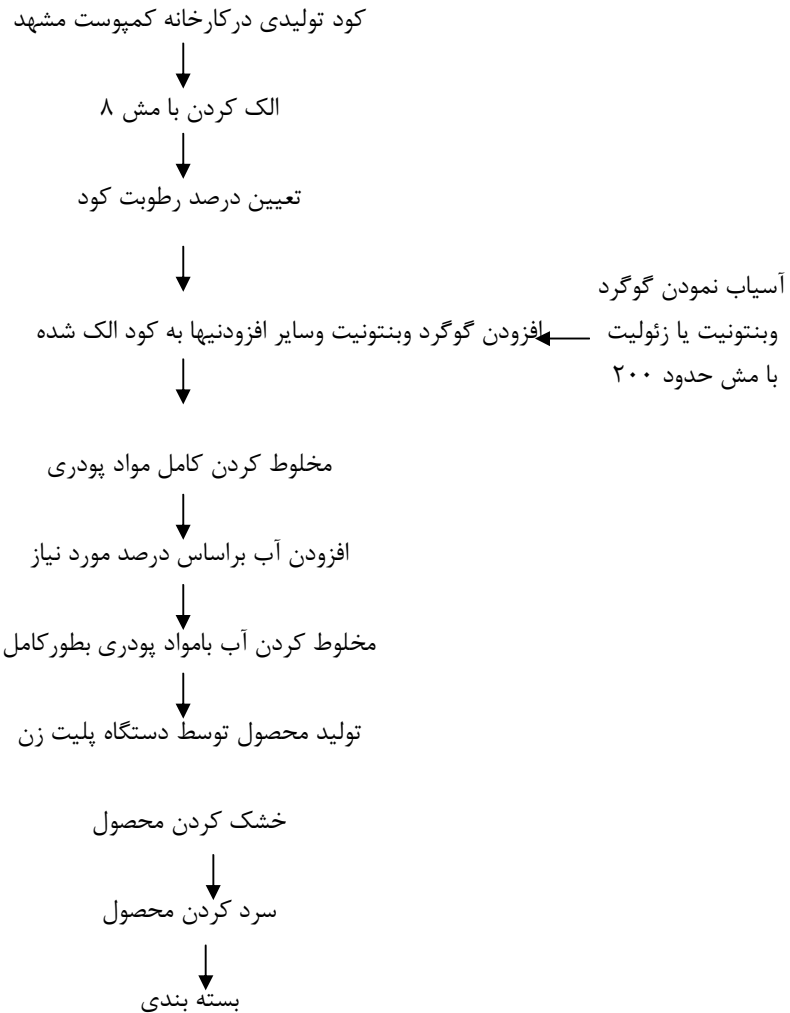 کود تولیدی درکارخانه کمپوست مشهد
الک کردن با مش ۸
تعیین درصد رطوبت کود
آسیاب نمودن گوگرد
وبنتونیت یا زئولیت
با مش حدود ۲۰۰
افزودن گوگرد وبنتونیت وسایر افزودنیها به کود الک شده
مخلوط کردن کامل مواد پودری
افزودن آب براساس درصد مورد نیاز
مخلوط کردن آب بامواد پودری بطورکامل
تولید محصول توسط دستگاه پلیت زن
خشک کردن محصول
سرد کردن محصول
بسته بندی